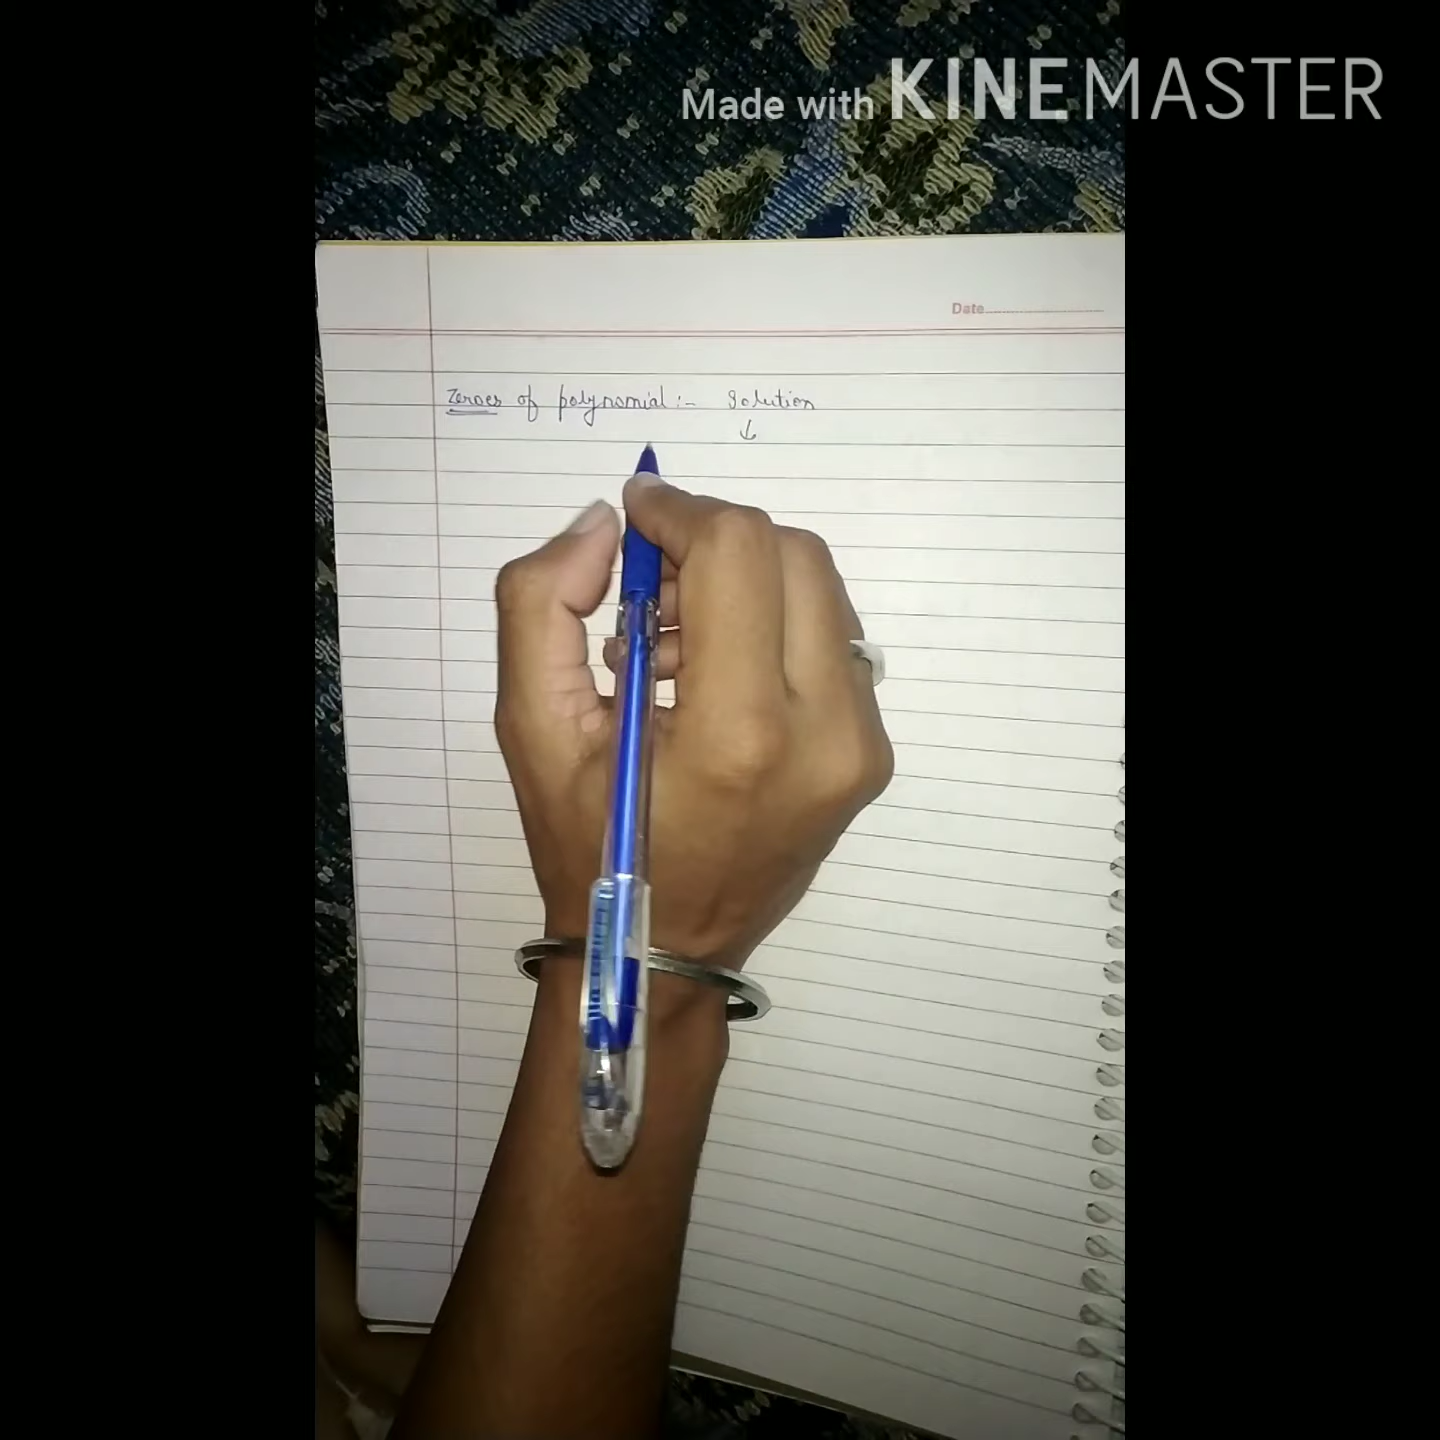 Made with KINEMASTER
Date
Zeroes of polynomial :- Solution
↓